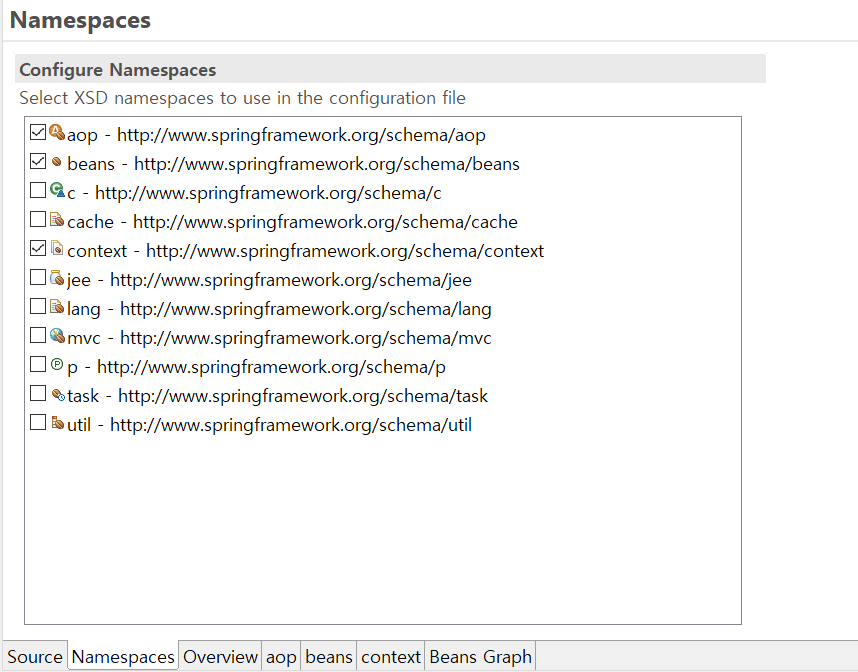 Namespaces
Configure Namespaces
Select XSD namespaces to use in the configuration file
aop - http://www.springframework.org/schema/aop
beans - http://www.springframework.org/schema/beans
c - http://www.springframework.org/schema/c
cache - http://www.springframework.org/schema/cache
context - http://www.springframework.org/schema/context
jee - http://www.springframework.org/schema/jee
lang - http://www.springframework.org/schema/lang
mvc - http://www.springframework.org/schema/mvc
p - http://www.springframework.org/schema/p
task - http://www.springframework.org/schema/task
util - http://www.springframework.org/schema/util
Source Namespaces Overview aop beans context Beans Graph